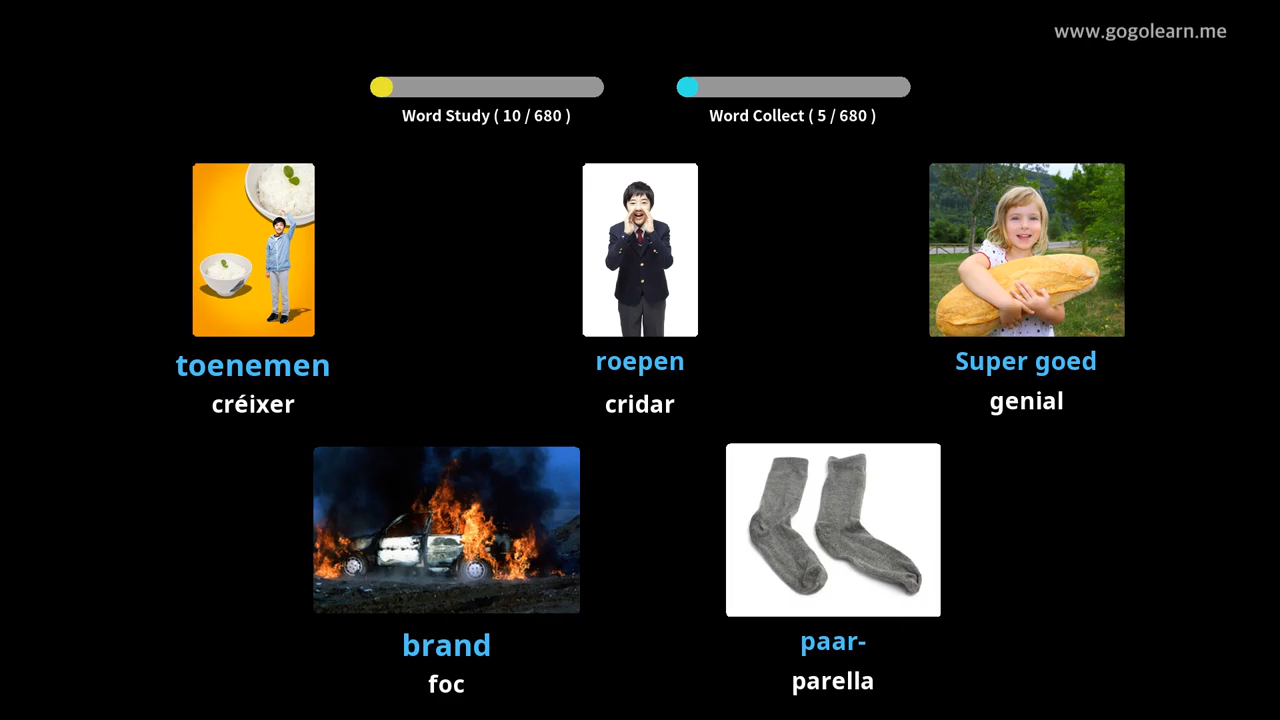 www.gogolearn.me
Word Study ( 10 / 680 )
Word Collect ( 5 / 680 )
toenemen
créixer
roepen
cridar
Super goed
genial
brand
foc
paar-
parella